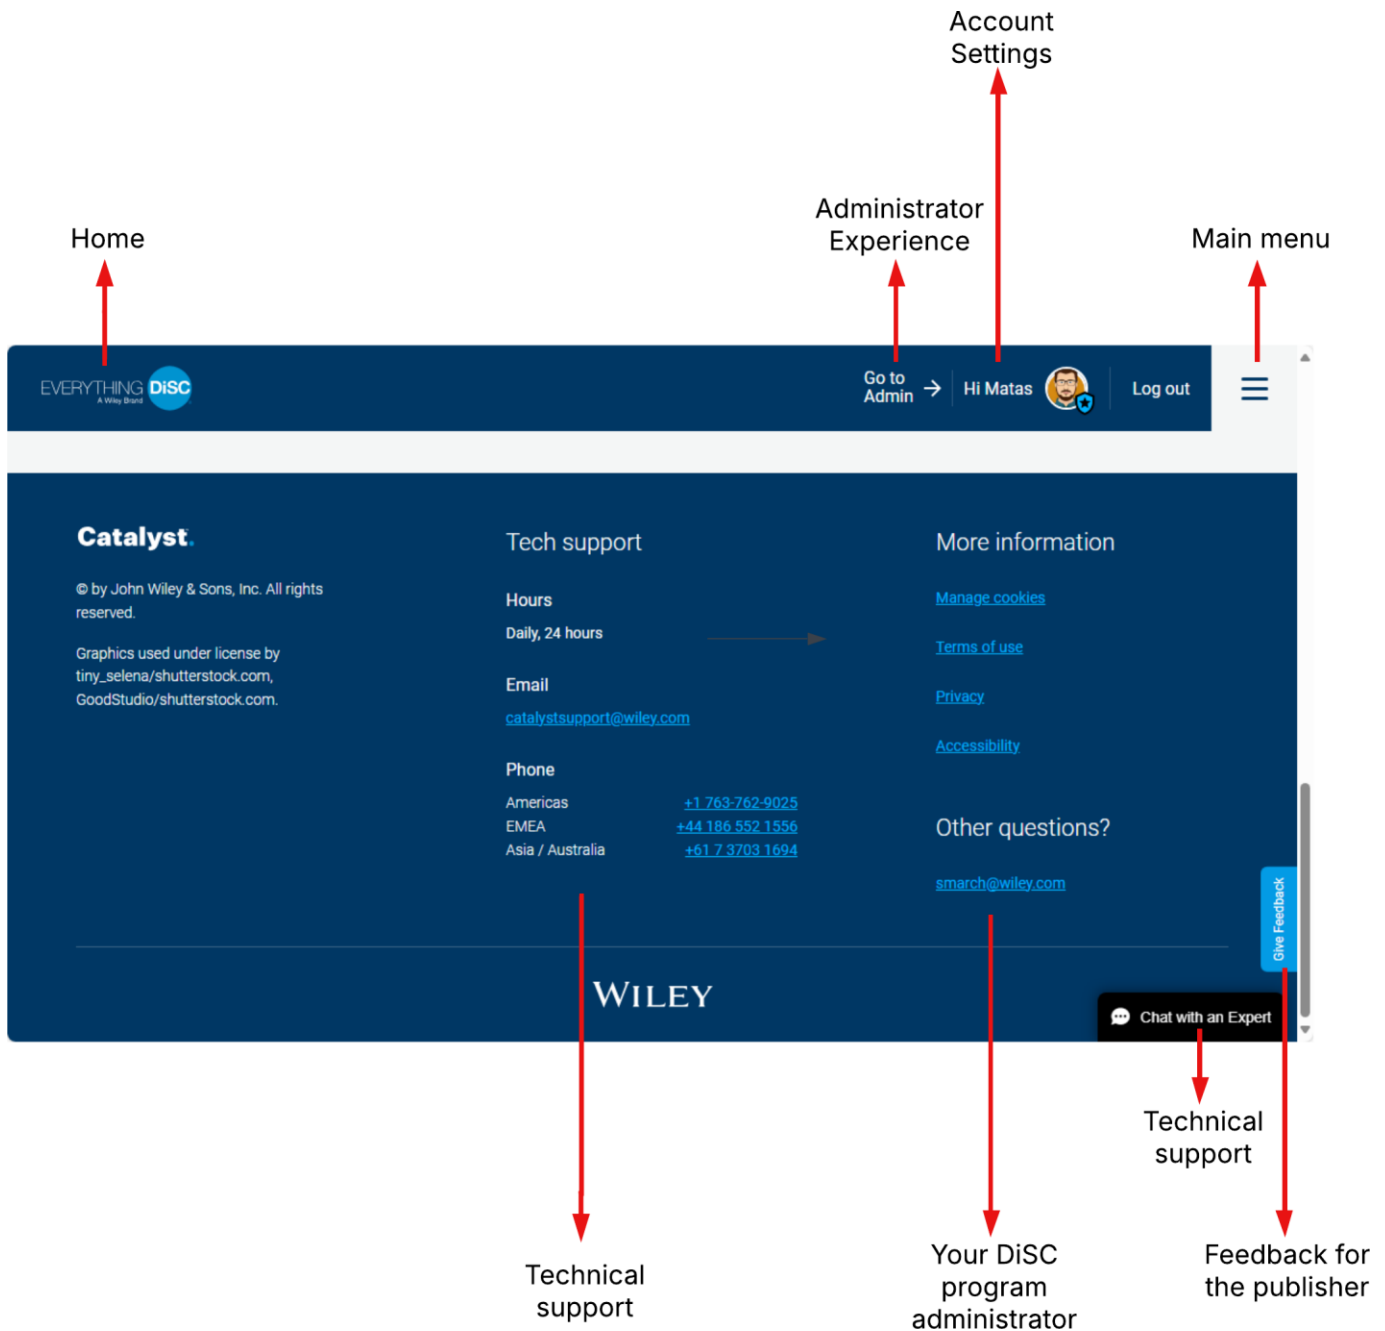 Account
Settings
Administrator
Experience
Home
Main menu
EVERYTHING DiSC
A Wiley Brand
Go to
Admin
Hi Matas
Log out
Catalyst.
© by John Wiley & Sons, Inc. All rights
reserved.
Graphics used under license by
tiny_selena/shutterstock.com,
GoodStudio/shutterstock.com.
Tech support
Hours
Daily, 24 hours
Email
catalystsupport@wiley.com
Phone
Americas +1 763-762-9025
EMEA +44 186 552 1556
Asia / Australia +61 7 3703 1694
More information
Manage cookies
Terms of use
Privacy
Accessibility
Other questions?
smarch@wiley.com
Give Feedback
WILEY
Chat with an Expert
Technical
support
Technical
support
Your DiSC
program
administrator
Feedback for
the publisher